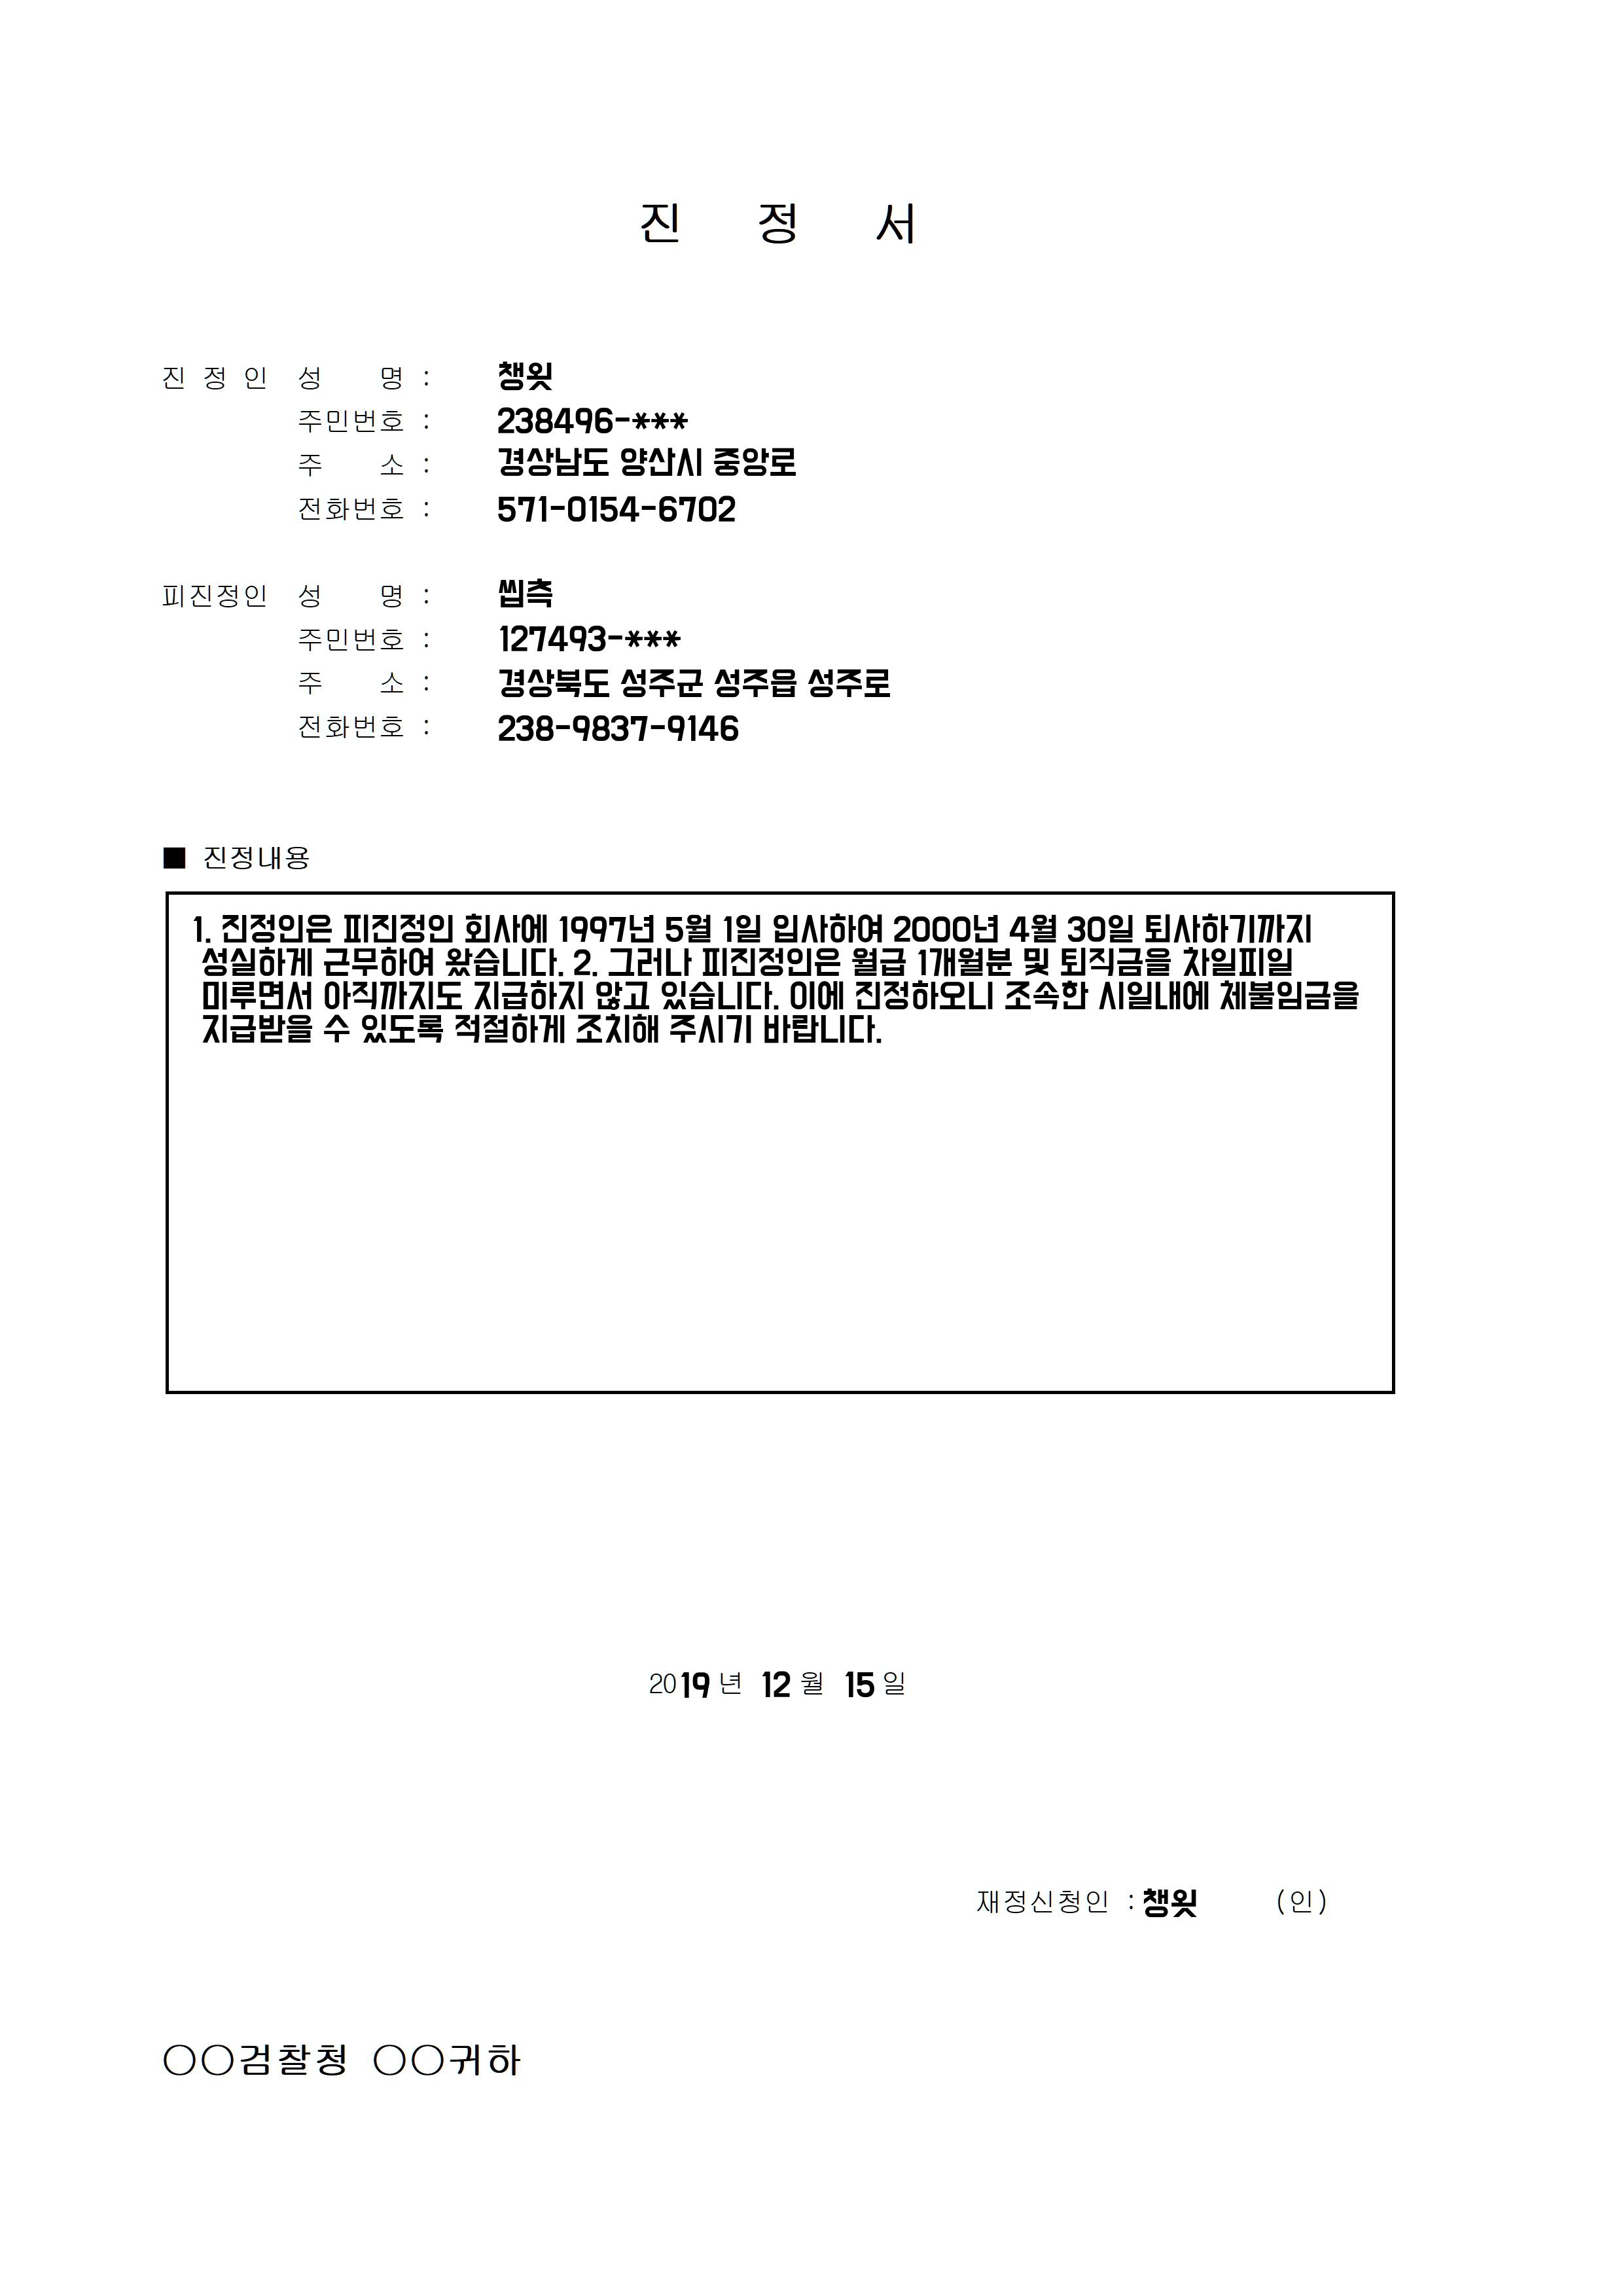 진 정 서
진 정 인 성 명 : 챙윗
주민번호 : 238496-***
주 소 : 경상남도 양산시 중앙로
전화번호 : 571-0154-6702
피진정인 성 명 : 씹측
주민번호 : 127493-***
주 소 : 경상북도 성주군 성주읍 성주로
전화번호 : 238-9837-9146
■ 진정내용
1. 진정인은 피진정인 회사에 1997년 5월 1일 입사하여 2000년 4월 30일 퇴사하기까지
성실하게 근무하여 왔습니다. 2. 그러나 피진정인은 월급 1개월분 및 퇴직금을 차일피일
미루면서 아직까지도 지급하지 않고 있습니다. 이에 진정하오니 조속한 시일내에 체불임금을
지급받을 수 있도록 적절하게 조치해 주시기 바랍니다.
2019 년 12 월 15 일
재정신청인 : 챙윗 (인)
○○검찰청 ○○귀하